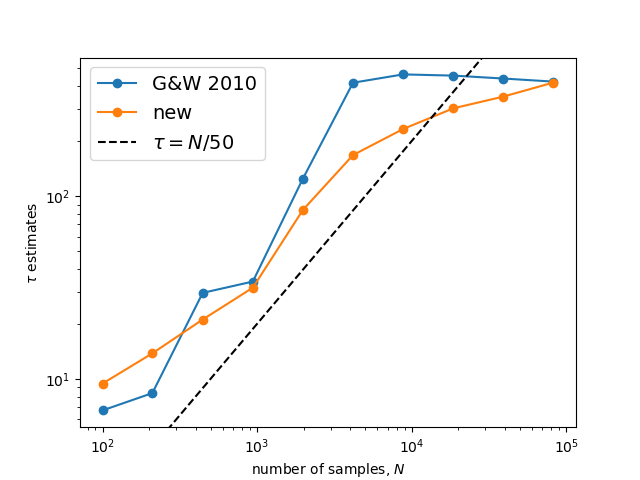 G&W 2010
new
τ = N/50
10²
10¹
τ estimates
10²
10³
10⁴
10⁵
number of samples, N